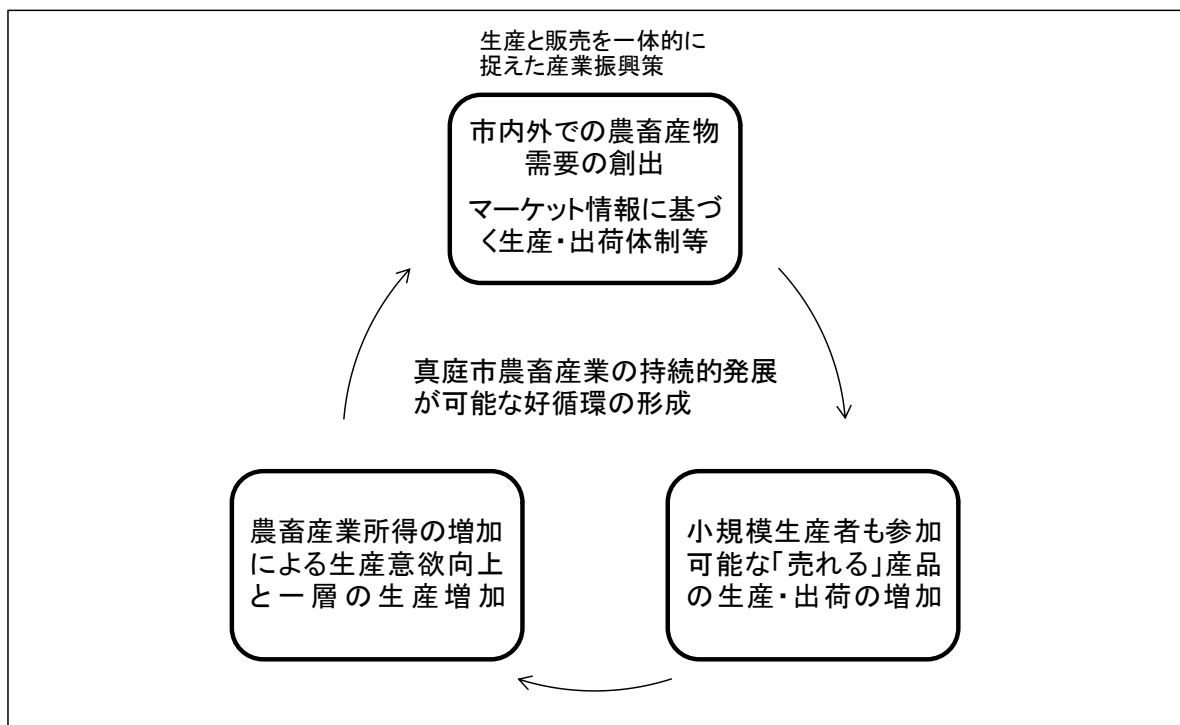 生産と販売を一体的に
捉えた産業振興策
市内外での農畜産物
需要の創出
マーケット情報に基づ
く生産・出荷体制等
真庭市農畜産業の持続的発展
が可能な好循環の形成
農畜産業所得の増加
による生産意欲向上
と一層の生産増加
小規模生産者も参加
可能な「売れる」産品
の生産・出荷の増加